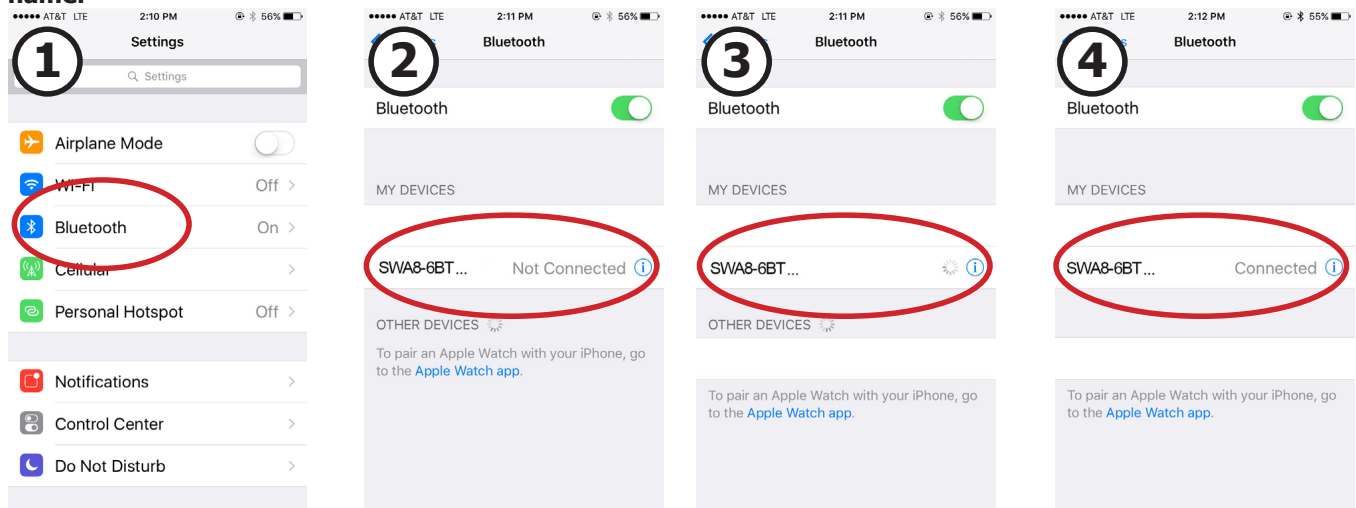 name.
●●●●● AT&T LTE 2:10 PM 56%
1
Settings
Settings
Airplane Mode
Wi-Fi Off
Bluetooth On
Cellular
Personal Hotspot Off
Notifications
Control Center
Do Not Disturb
●●●●● AT&T LTE 2:11 PM 56%
2
Bluetooth
Bluetooth
MY DEVICES
SWA8-6BT... Not Connected
OTHER DEVICES
To pair an Apple Watch with your iPhone, go
to the Apple Watch app.
●●●●● AT&T LTE 2:11 PM 56%
3
Bluetooth
Bluetooth
MY DEVICES
SWA8-6BT...
OTHER DEVICES
To pair an Apple Watch with your iPhone, go
to the Apple Watch app.
●●●●● AT&T LTE 2:12 PM 55%
4
Bluetooth
Bluetooth
MY DEVICES
SWA8-6BT... Connected
To pair an Apple Watch with your iPhone, go
to the Apple Watch app.